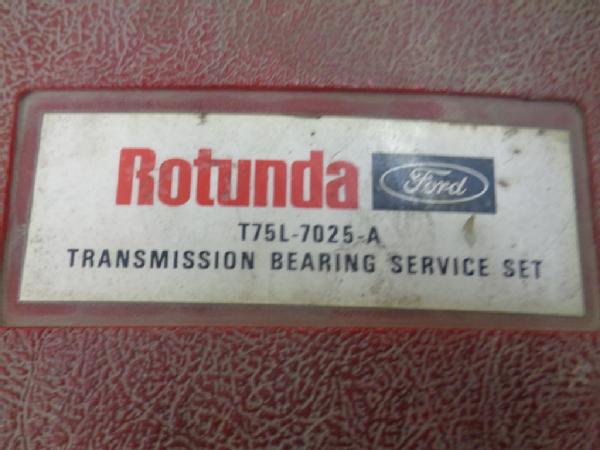 Rotunda Ford
T75L-7025-A
TRANSMISSION BEARING SERVICE SET